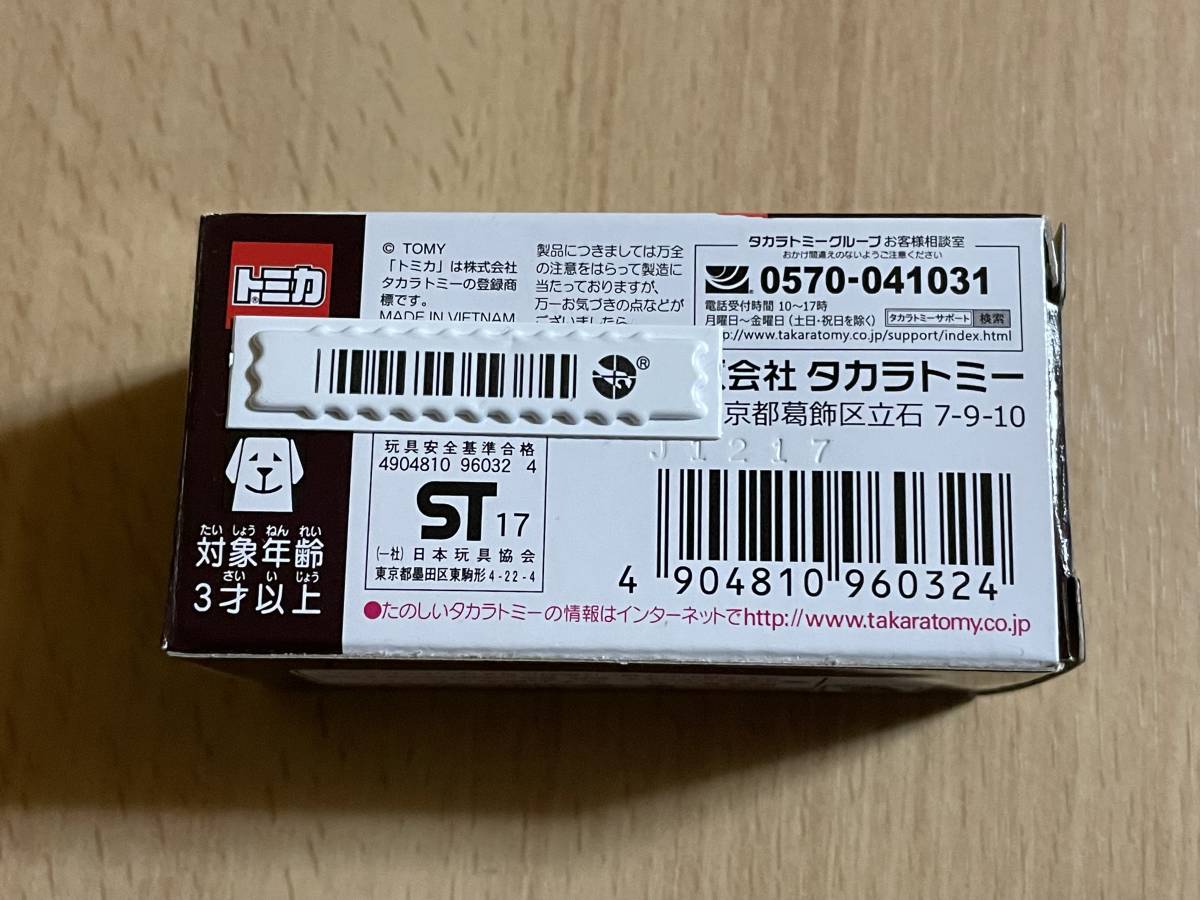 トミカ
®
© TOMY
「トミカ」は株式会社
タカラトミーの登録商
標です。
MADE IN VIETNAM
製品につきましては万全
の注意をはらって製造に
当たっておりますが、
万一お気づきの点などが
ございましたら
タカラトミーグループお客様相談室
おかけ間違えのないようご注意ください
0570-041031
電話受付時間 10〜17時
月曜日〜金曜日（土日・祝日を除く）
タカラトミーサポート 検索
://www.takaratomy.co.jp/support/index.html
会社 タカラトミー
京都葛飾区立石 7-9-10
J1217
®
たい しょう ねん れい
対象年齢
さい い じょう
3才以上
玩具安全基準合格
4904810 96032 4
ST 17
(一社) 日本玩具協会
東京都墨田区東駒形4-22-4
4 904810 960324
●たのしいタカラトミーの情報はインターネットでhttp://www.takaratomy.co.jp